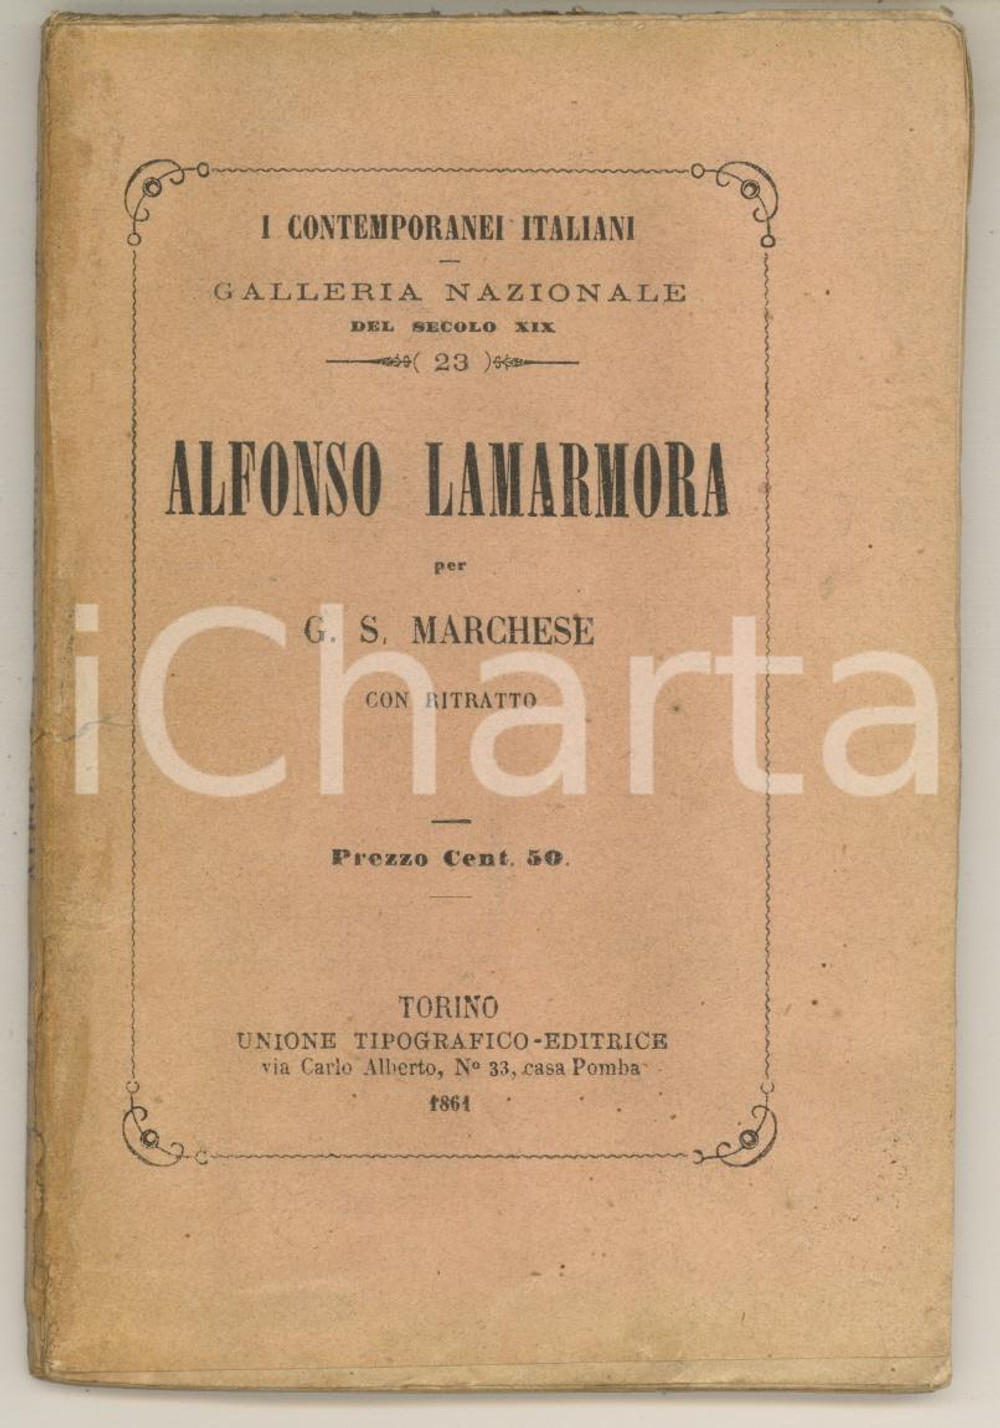 I CONTEMPORANEI ITALIANI
GALLERIA NAZIONALE
DEL SECOLO XIX
( 23 )
ALFONSO LAMARMORA
per
G. S. MARCHESE
CON RITRATTO
iCharta
Prezzo Cent. 50.
TORINO
UNIONE TIPOGRAFICO-EDITRICE
via Carlo Alberto, Nº 33, casa Pomba
1861